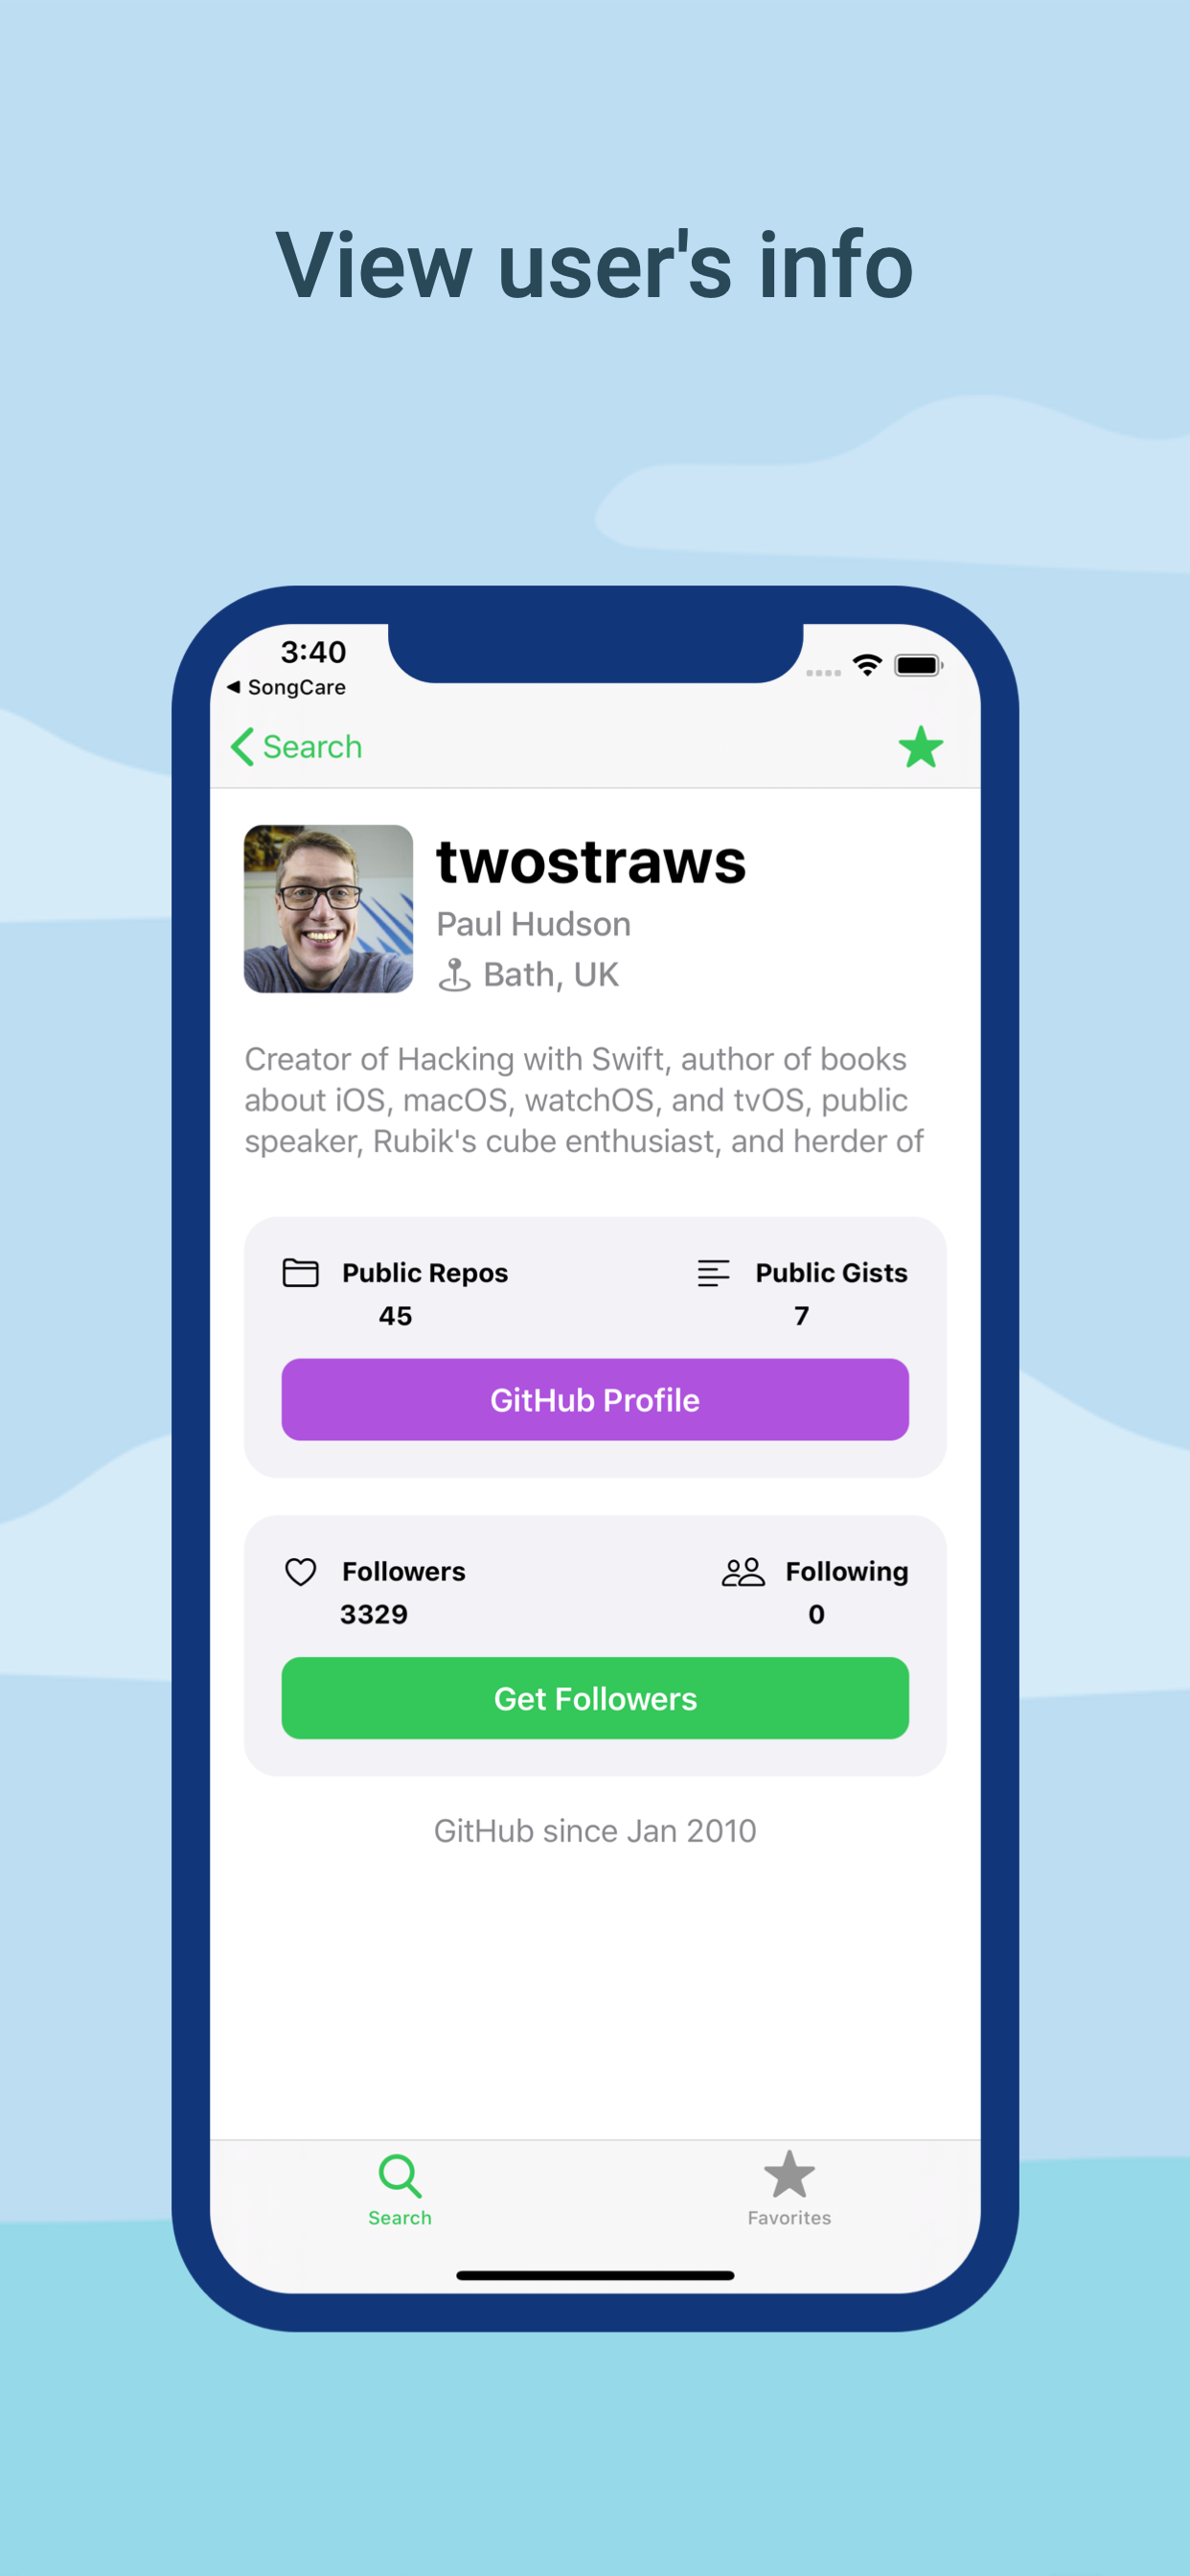 View user's info
3:40
◀ SongCare
Search
twostraws
Paul Hudson
Bath, UK
Creator of Hacking with Swift, author of books
about iOS, macOS, watchOS, and tvOS, public
speaker, Rubik's cube enthusiast, and herder of
Public Repos
45
Public Gists
7
GitHub Profile
Followers
3329
Following
0
Get Followers
GitHub since Jan 2010
Search
Favorites